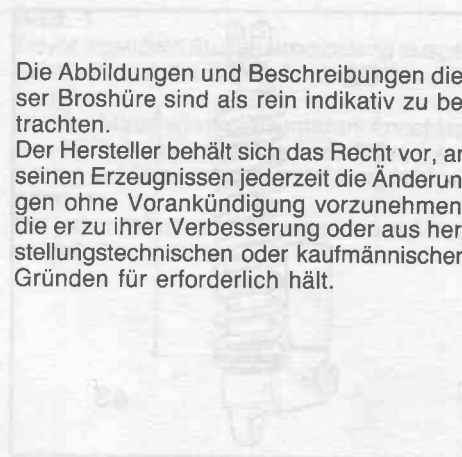 Die Abbildungen und Beschreibungen die
ser Broshüre sind als rein indikativ zu be
trachten.
Der Hersteller behält sich das Recht vor, ar
seinen Erzeugnissen jederzeit die Änderun
gen ohne Vorankündigung vorzunehmen
die er zu ihrer Verbesserung oder aus her
stellungstechnischen oder kaufmännischer
Gründen für erforderlich hält.